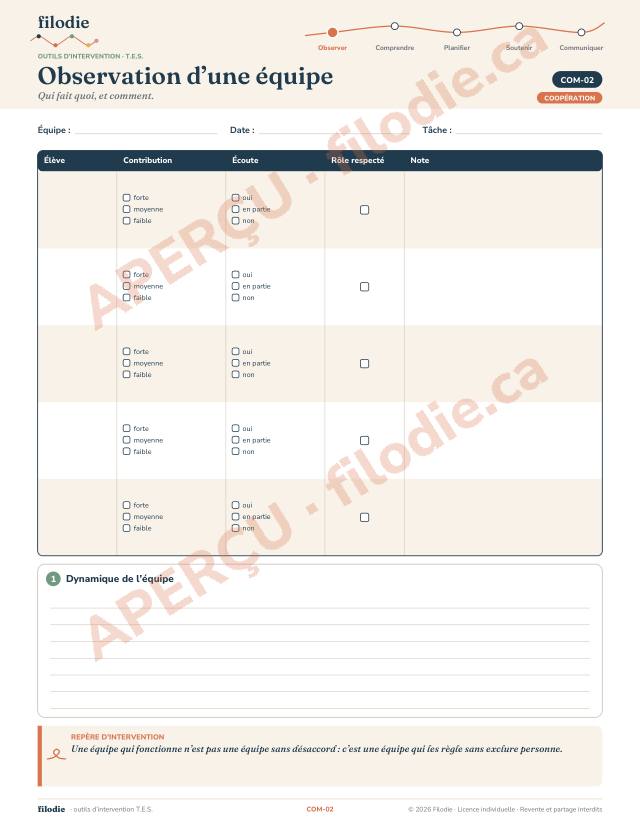 filodie
Observer Comprendre Planifier Soutenir Communiquer
OUTILS D'INTERVENTION · T.E.S.
Observation d'une équipe
COM-02
Qui fait quoi, et comment.
COOPÉRATION
Équipe : Date : Tâche :
Élève Contribution Écoute Rôle respecté Note
forte oui
moyenne en partie
faible non
forte oui
moyenne en partie
faible non
forte oui
moyenne en partie
faible non
forte oui
moyenne en partie
faible non
forte oui
moyenne en partie
faible non
APERÇU · filodie.ca
APERÇU · filodie.ca
1 Dynamique de l'équipe
REPÈRE D'INTERVENTION
Une équipe qui fonctionne n'est pas une équipe sans désaccord : c'est une équipe qui les règle sans exclure personne.
filodie · outils d'intervention T.E.S. COM-02 © 2026 Filodie · Licence individuelle · Revente et partage interdits